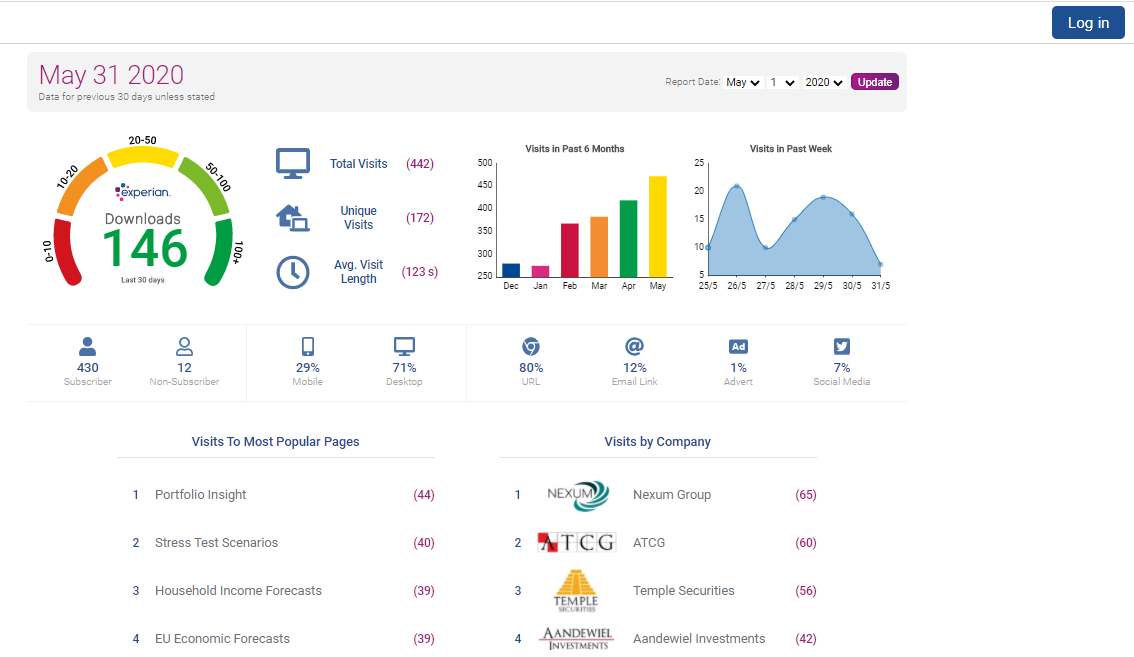 Log in
May 31 2020
Data for previous 30 days unless stated
Report Date: May 1 2020 Update
0-10
10-20
20-50
50-100
100+
experian.
Downloads
146
Last 30 days
Total Visits (442)
Unique Visits (172)
Avg. Visit Length (123 s)
Visits in Past 6 Months
500
450
400
350
300
250
Dec Jan Feb Mar Apr May
Visits in Past Week
25
20
15
10
5
25/5 26/5 27/5 28/5 29/5 30/5 31/5
430 12 29% 71% 80% 12% Ad 1% 7%
Subscriber Non-Subscriber Mobile Desktop URL Email Link Advert Social Media
Visits To Most Popular Pages
1 Portfolio Insight (44)
2 Stress Test Scenarios (40)
3 Household Income Forecasts (39)
4 EU Economic Forecasts (39)
Visits by Company
1 NEXUM Nexum Group (65)
2 ATCG ATCG (60)
3 TEMPLE SECURITIES Temple Securities (56)
4 AANDEWIEL INVESTMENTS Aandewiel Investments (42)